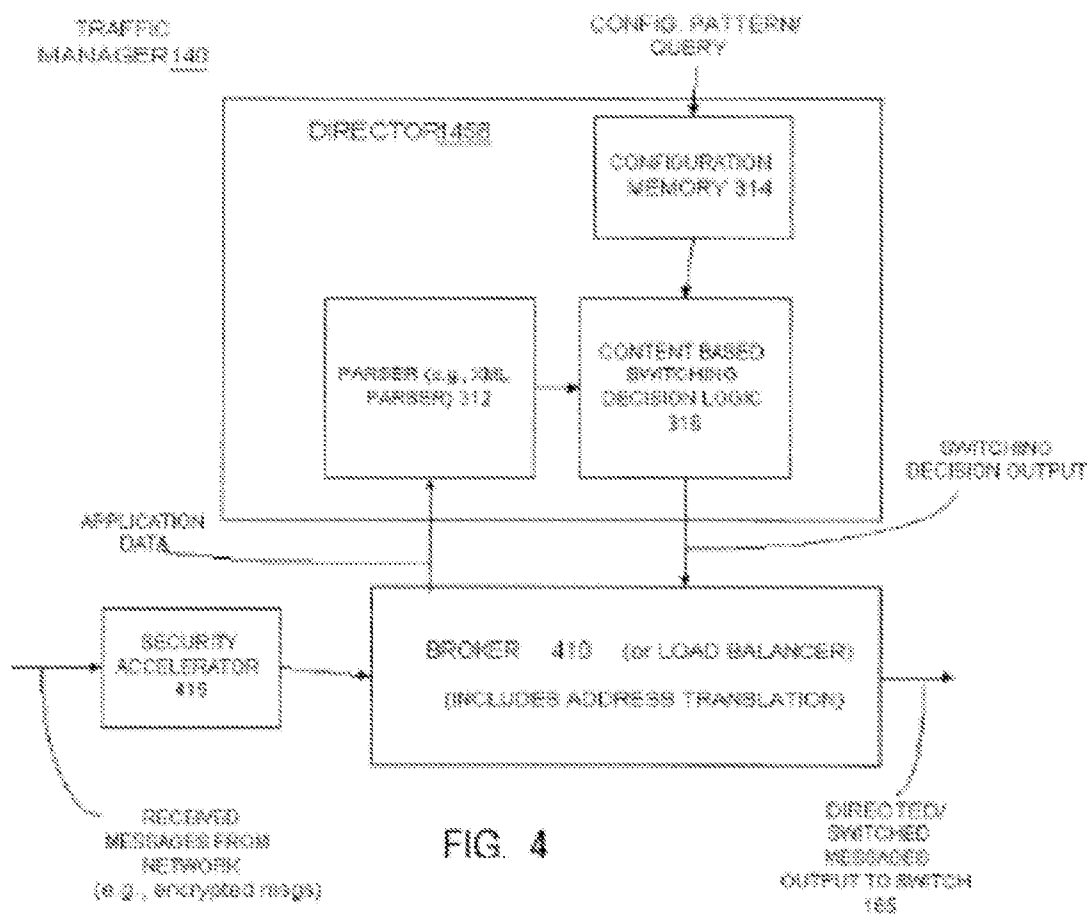 TRAFFIC
MANAGER 140
CONFIG. PATTERN/
QUERY
DIRECTOR 145B
CONFIGURATION
MEMORY 314
PARSER (e.g., XML
PARSER) 312
CONTENT BASED
SWITCHING
DECISION LOGIC
316
SWITCHING
DECISION OUTPUT
APPLICATION
DATA
SECURITY
ACCELERATOR
415
BROKER 410 (or LOAD BALANCER)
(INCLUDES ADDRESS TRANSLATION)
RECEIVED
MESSAGES FROM
NETWORK
(e.g., encrypted msgs)
FIG. 4
DIRECTED/
SWITCHED
MESSAGES
OUTPUT TO SWITCH
165